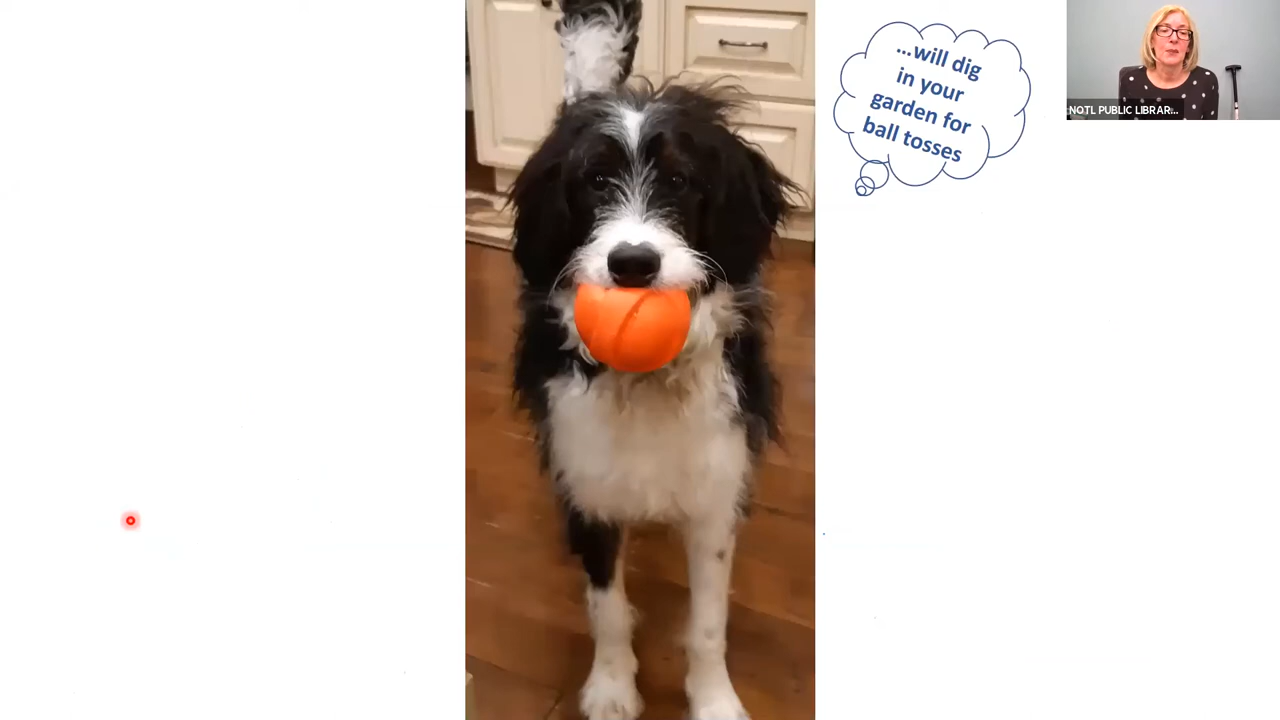 ...will dig
in your
garden for
ball tosses
NOTL PUBLIC LIBRAR...